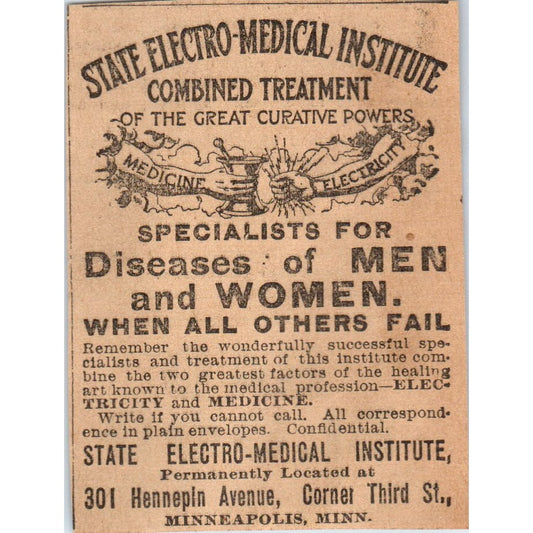 STATE ELECTRO-MEDICAL INSTITUTE
COMBINED TREATMENT
OF THE GREAT CURATIVE POWERS
MEDICINE ELECTRICITY
SPECIALISTS FOR
Diseases of MEN
and WOMEN.
WHEN ALL OTHERS FAIL
Remember the wonderfully successful spe-
cialists and treatment of this institute com-
bine the two greatest factors of the healing
art known to the medical profession—ELEC-
TRICITY and MEDICINE.
Write if you cannot call. All correspond-
ence in plain envelopes. Confidential.
STATE ELECTRO-MEDICAL INSTITUTE,
Permanently Located at
301 Hennepin Avenue, Corner Third St.,
MINNEAPOLIS, MINN.